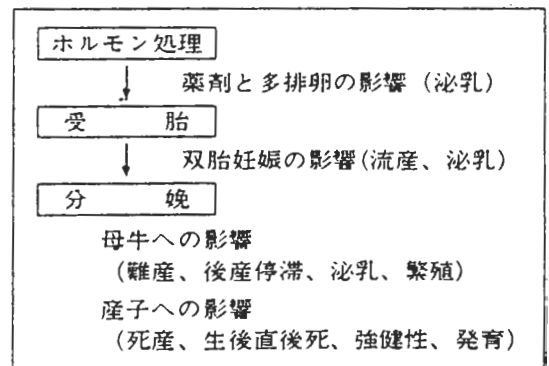 ホルモン処理
薬剤と多排卵の影響（泌乳）
受　　胎
双胎妊娠の影響（流産、泌乳）
分　　娩
母牛への影響
（難産、後産停滞、泌乳、繁殖）
産子への影響
（死産、生後直後死、強健性、発育）